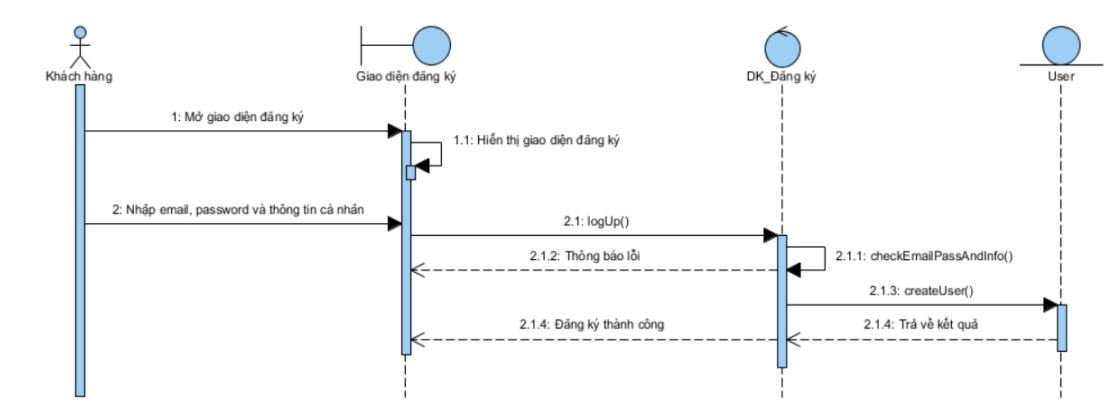 Khách hàng
Giao diện đăng ký
DK_Đăng ký
User
1: Mở giao diện đăng ký
1.1: Hiển thị giao diện đăng ký
2: Nhập email, password và thông tin cá nhân
2.1: logUp()
2.1.1: checkEmailPassAndInfo()
2.1.2: Thông báo lỗi
2.1.3: createUser()
2.1.4: Đăng ký thành công
2.1.4: Trả về kết quả